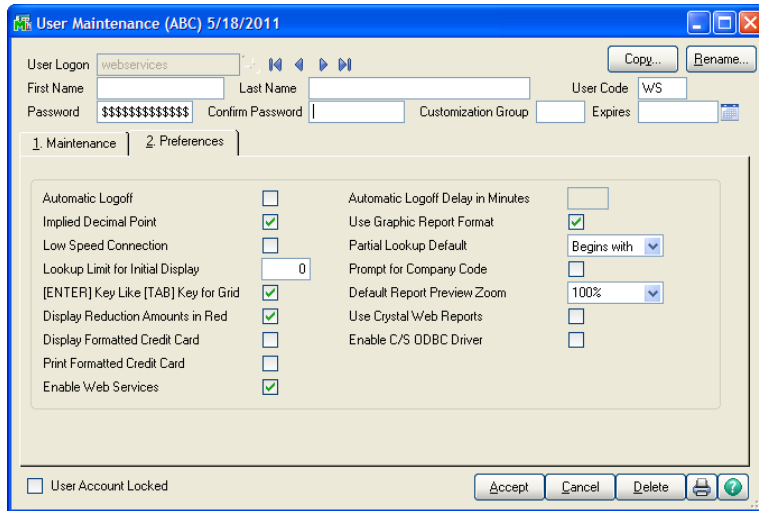 User Maintenance (ABC) 5/18/2011
User Logon webservices Copy... Rename...
First Name Last Name User Code WS
Password $$$$$$$$$$$$$ Confirm Password Customization Group Expires
1. Maintenance 2. Preferences
Automatic Logoff Automatic Logoff Delay in Minutes
Implied Decimal Point Use Graphic Report Format
Low Speed Connection Partial Lookup Default Begins with
Lookup Limit for Initial Display 0 Prompt for Company Code
[ENTER] Key Like [TAB] Key for Grid Default Report Preview Zoom 100%
Display Reduction Amounts in Red Use Crystal Web Reports
Display Formatted Credit Card Enable C/S ODBC Driver
Print Formatted Credit Card
Enable Web Services
User Account Locked Accept Cancel Delete